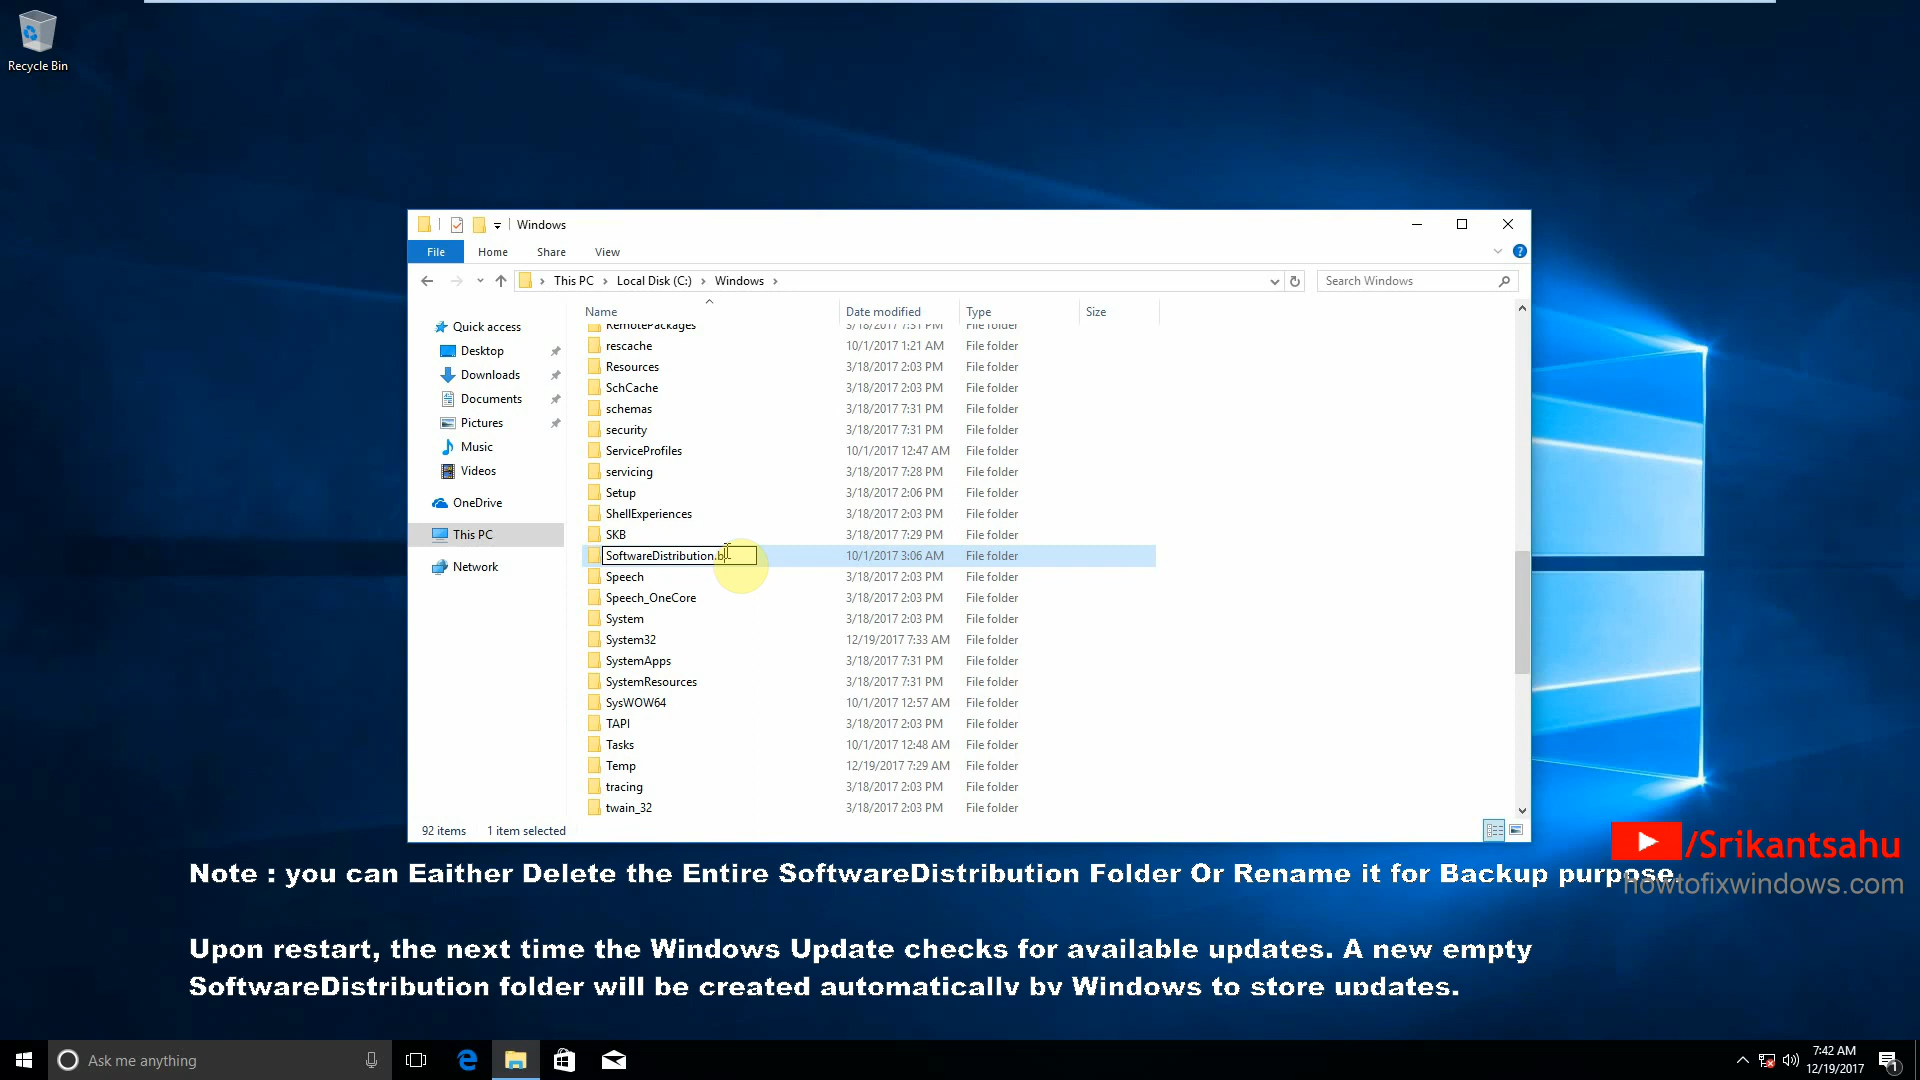 Recycle Bin
Windows
File Home Share View
This PC Local Disk (C:) Windows
Search Windows
Name Date modified Type Size
Quick access
Desktop
Downloads
Documents
Pictures
Music
Videos
OneDrive
This PC
Network
RemotePackages 3/18/2017 7:31 PM File folder
rescache 10/1/2017 1:21 AM File folder
Resources 3/18/2017 2:03 PM File folder
SchCache 3/18/2017 2:03 PM File folder
schemas 3/18/2017 7:31 PM File folder
security 3/18/2017 7:31 PM File folder
ServiceProfiles 10/1/2017 12:47 AM File folder
servicing 3/18/2017 7:28 PM File folder
Setup 3/18/2017 2:06 PM File folder
ShellExperiences 3/18/2017 2:03 PM File folder
SKB 3/18/2017 7:29 PM File folder
SoftwareDistribution.b 10/1/2017 3:06 AM File folder
Speech 3/18/2017 2:03 PM File folder
Speech_OneCore 3/18/2017 2:03 PM File folder
System 3/18/2017 2:03 PM File folder
System32 12/19/2017 7:33 AM File folder
SystemApps 3/18/2017 7:31 PM File folder
SystemResources 3/18/2017 7:31 PM File folder
SysWOW64 10/1/2017 12:57 AM File folder
TAPI 3/18/2017 2:03 PM File folder
Tasks 10/1/2017 12:48 AM File folder
Temp 12/19/2017 7:29 AM File folder
tracing 3/18/2017 2:03 PM File folder
twain_32 3/18/2017 2:03 PM File folder
92 items 1 item selected
/Srikantsahu
howtofixwindows.com
Note : you can Eaither Delete the Entire SoftwareDistribution Folder Or Rename it for Backup purpose.
Upon restart, the next time the Windows Update checks for available updates. A new empty
SoftwareDistribution folder will be created automatically by Windows to store updates.
Ask me anything
7:42 AM
12/19/2017
1